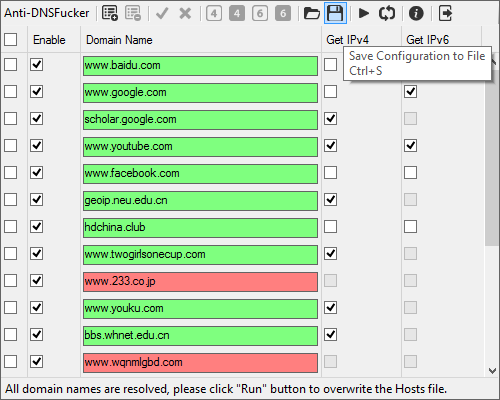 Anti-DNSFucker
4 4 6 6
Enable Domain Name Get IPv4 Get IPv6
Save Configuration to File
Ctrl+S
www.baidu.com
www.google.com
scholar.google.com
www.youtube.com
www.facebook.com
geoip.neu.edu.cn
hdchina.club
www.twogirlsonecup.com
www.233.co.jp
www.youku.com
bbs.whnet.edu.cn
www.wqnmlgbd.com
All domain names are resolved, please click "Run" button to overwrite the Hosts file.